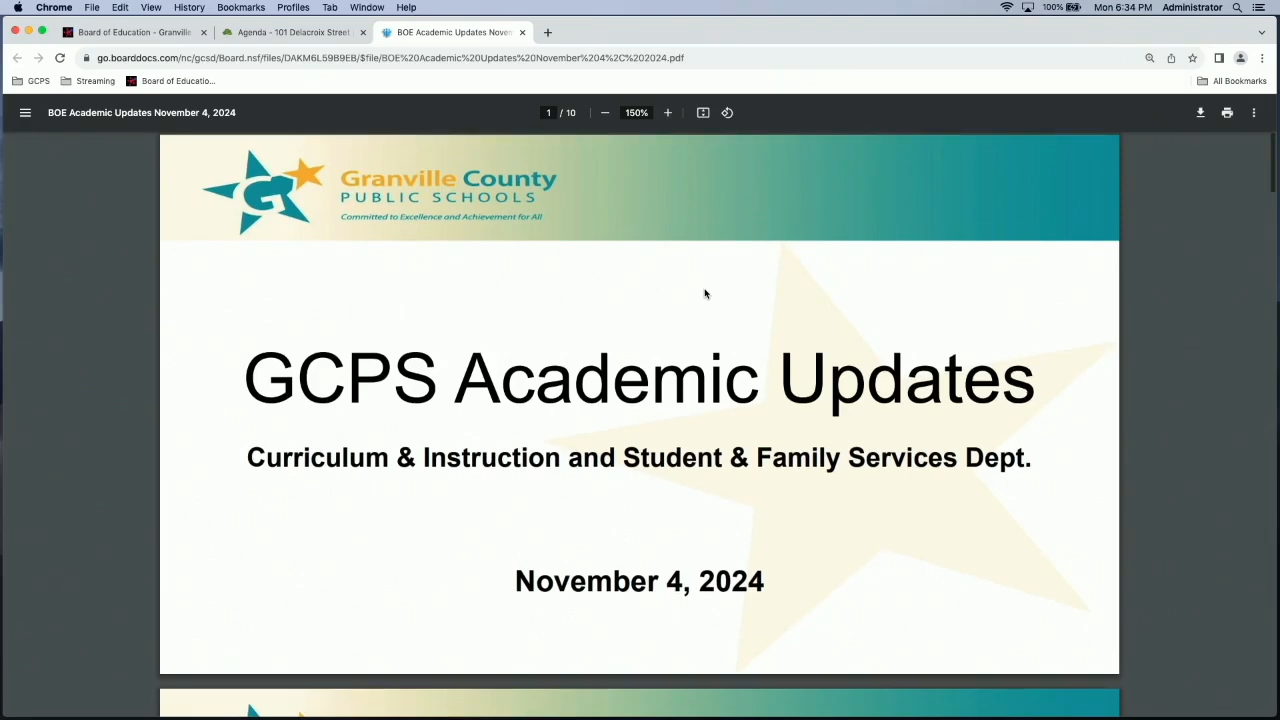 Chrome File Edit View History Bookmarks Profiles Tab Window Help 100% Mon 6:34 PM Administrator
Board of Education - Granville Agenda - 101 Delacroix Street BOE Academic Updates Novem
go.boarddocs.com/nc/gcsd/Board.nsf/files/DAKM6L59B9EB/$file/BOE%20Academic%20Updates%20November%204%2C%202024.pdf
GCPS Streaming Board of Educatio... All Bookmarks
BOE Academic Updates November 4, 2024 1 / 10 150%
G
Granville County
PUBLIC SCHOOLS
Committed to Excellence and Achievement for All
GCPS Academic Updates
Curriculum & Instruction and Student & Family Services Dept.
November 4, 2024